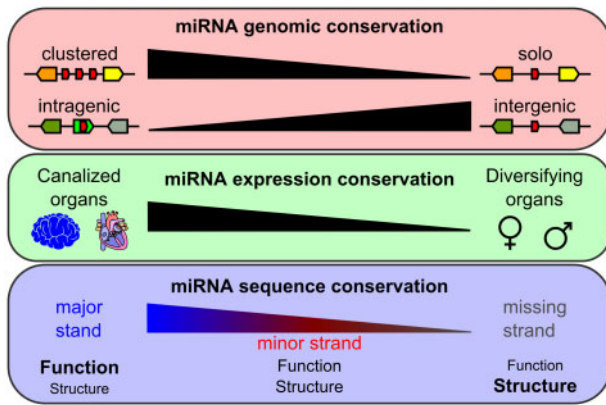 miRNA genomic conservation
clustered
solo
intragenic
intergenic
Canalized
organs
miRNA expression conservation
Diversifying
organs
miRNA sequence conservation
major
stand
minor strand
missing
strand
Function
Structure
Function
Structure
Function
Structure